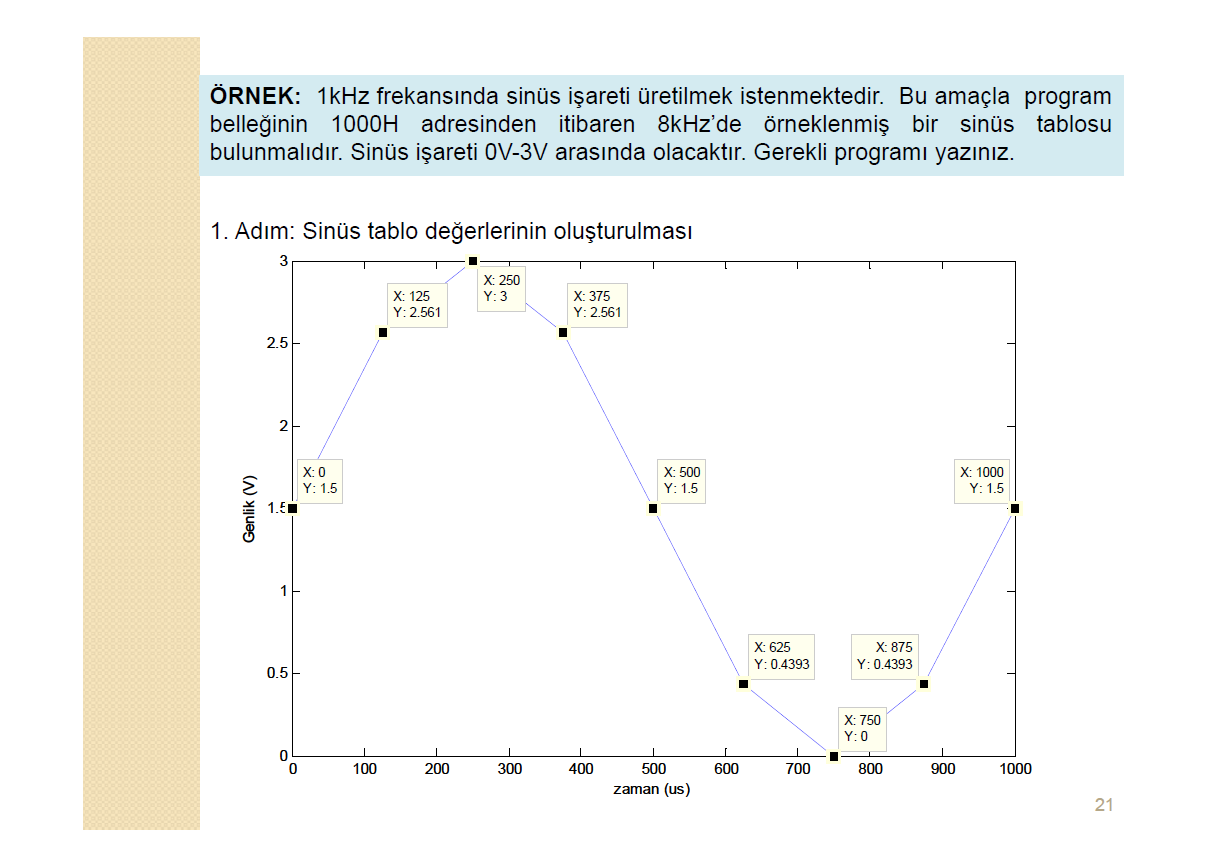 ÖRNEK: 1kHz frekansında sinüs işareti üretilmek istenmektedir. Bu amaçla program
belleğinin 1000H adresinden itibaren 8kHz’de örneklenmiş bir sinüs tablosu
bulunmalıdır. Sinüs işareti 0V-3V arasında olacaktır. Gerekli programı yazınız.
1. Adım: Sinüs tablo değerlerinin oluşturulması
3
2.5
2
1.5
1
0.5
0
Genlik (V)
X: 0
Y: 1.5
X: 125
Y: 2.561
X: 250
Y: 3
X: 375
Y: 2.561
X: 500
Y: 1.5
X: 625
Y: 0.4393
X: 750
Y: 0
X: 875
Y: 0.4393
X: 1000
Y: 1.5
0 100 200 300 400 500 600 700 800 900 1000
zaman (us)
21